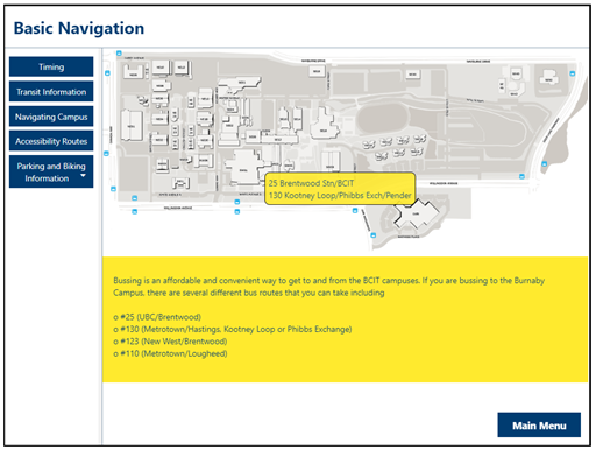 Basic Navigation
Timing
Transit Information
Navigating Campus
Accessibility Routes
Parking and Biking
Information
25 Brentwood Stn/BCIT
130 Kootney Loop/Phibbs Exch/Pender
Bussing is an affordable and convenient way to get to and from the BCIT campuses. If you are bussing to the Burnaby
Campus, there are several different bus routes that you can take including
o #25 (UBC/Brentwood)
o #130 (Metrotown/Hastings, Kootney Loop or Phibbs Exchange)
o #123 (New West/Brentwood)
o #110 (Metrotown/Lougheed)
Main Menu